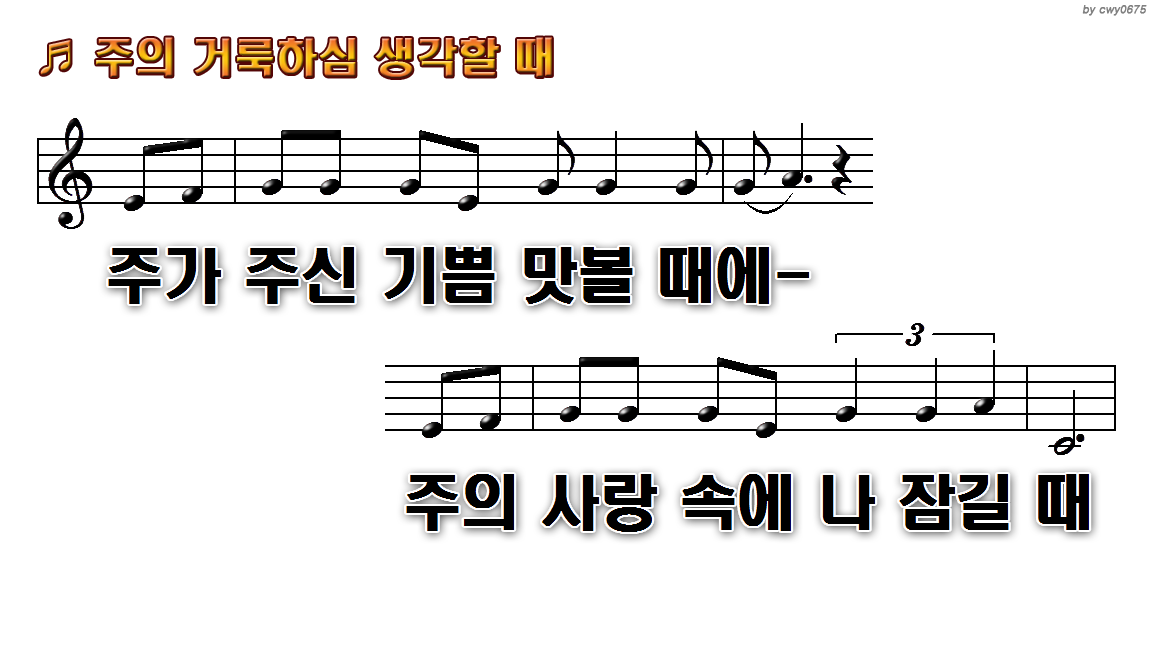 by cwy0675
♬ 주의 거룩하심 생각할 때
주가 주신 기쁨 맛볼 때에-
3
주의 사랑 속에 나 잠길 때